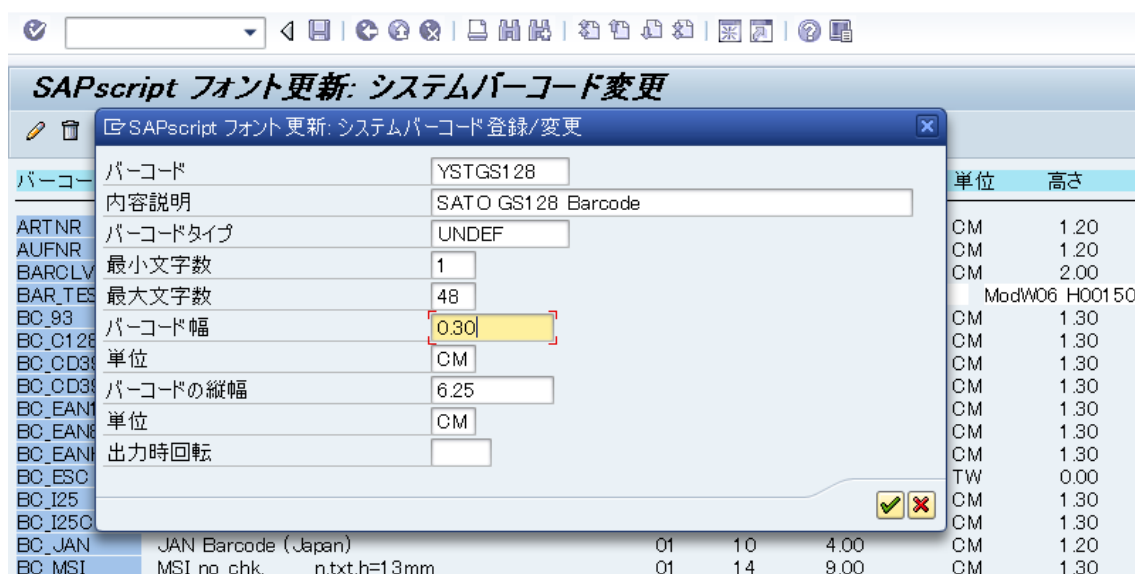 SAPscript フォント更新: システムバーコード変更
SAPscript フォント更新: システムバーコード登録/変更
バーコード YSTGS128
内容説明 SATO GS128 Barcode
バーコードタイプ UNDEF
最小文字数 1
最大文字数 48
バーコード幅 0.30
単位 CM
バーコードの縦幅 6.25
単位 CM
出力時回転
バーコー 単位 高さ
ARTNR CM 1.20
AUFNR CM 1.20
BARCLV CM 2.00
BAR_TES ModW06 H00150
BC_93 CM 1.30
BC_C128 CM 1.30
BC_CD39 CM 1.30
BC_CD39 CM 1.30
BC_EAN1 CM 1.30
BC_EAN8 CM 1.30
BC_EANH CM 1.30
BC_ESC TW 0.00
BC_I25 CM 1.30
BC_I25C CM 1.30
BC_JAN JAN Barcode (Japan) 01 10 4.00 CM 1.20
BC_MSI MSI no chk. n.txt.h=13mm 01 14 9.00 CM 1.30